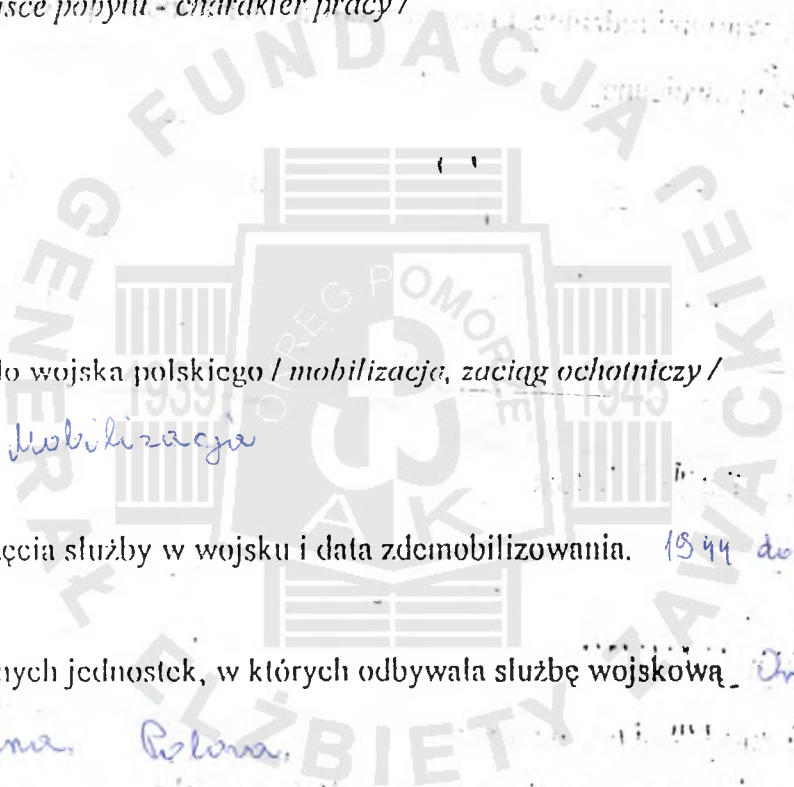 sce pobytu - charakter pracy /
FUNDACJA
GENERAŁ ELŻBIETY ZAWACKIEJ
OKRĘG POMORZE
1939 1945
AK
do wojska polskiego / mobilizacja, zaciąg ochotniczy /
Mobilizacja
ęcia służby w wojsku i data zdemobilizowania. 1944 do
nych jednostek, w których odbywała służbę wojskową
Polowa.